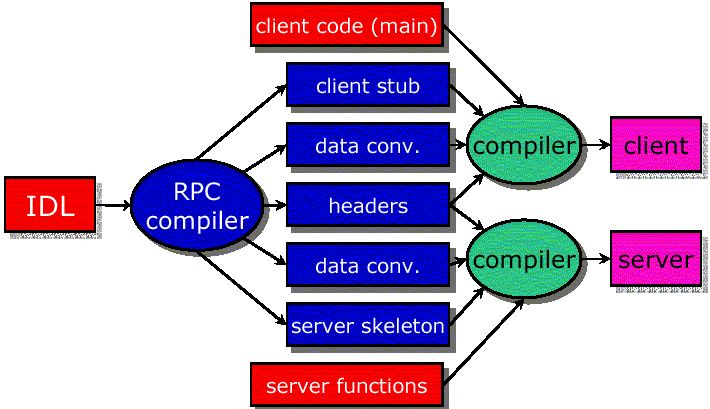 client code (main)
client stub
data conv.
compiler
client
IDL
RPC
compiler
headers
data conv.
compiler
server
server skeleton
server functions